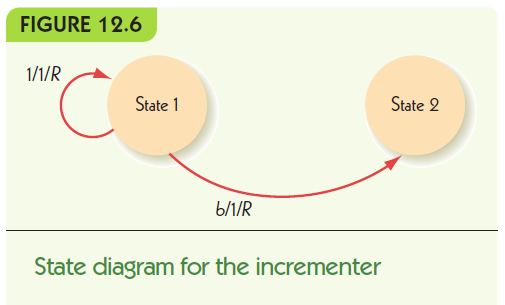 FIGURE 12.6
1/1/R
State 1
State 2
b/1/R
State diagram for the incrementer